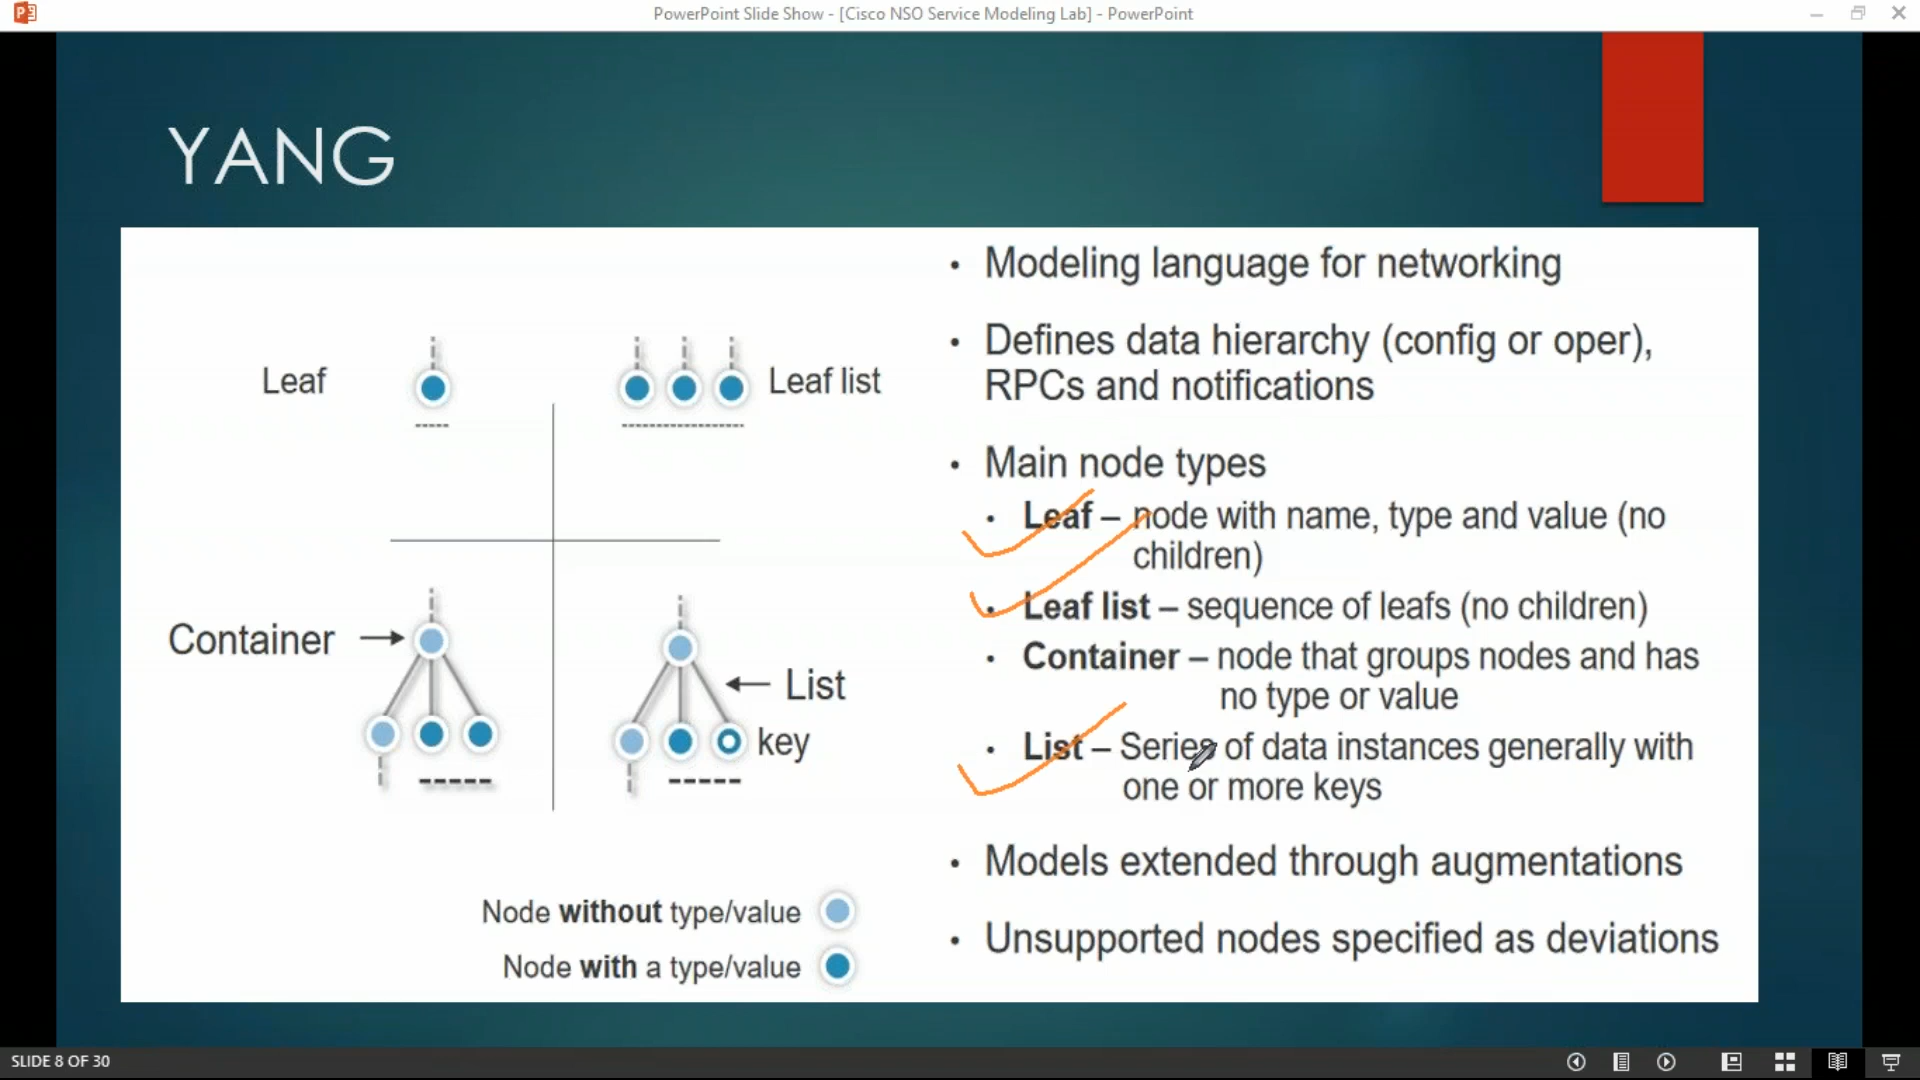 PowerPoint Slide Show - [Cisco NSO Service Modeling Lab] - PowerPoint
YANG
Leaf
Leaf list
Container
List
key
Node without type/value
Node with a type/value
• Modeling language for networking
• Defines data hierarchy (config or oper),
RPCs and notifications
• Main node types
• Leaf – node with name, type and value (no
children)
• Leaf list – sequence of leafs (no children)
• Container – node that groups nodes and has
no type or value
• List – Series of data instances generally with
one or more keys
• Models extended through augmentations
• Unsupported nodes specified as deviations
SLIDE 8 OF 30